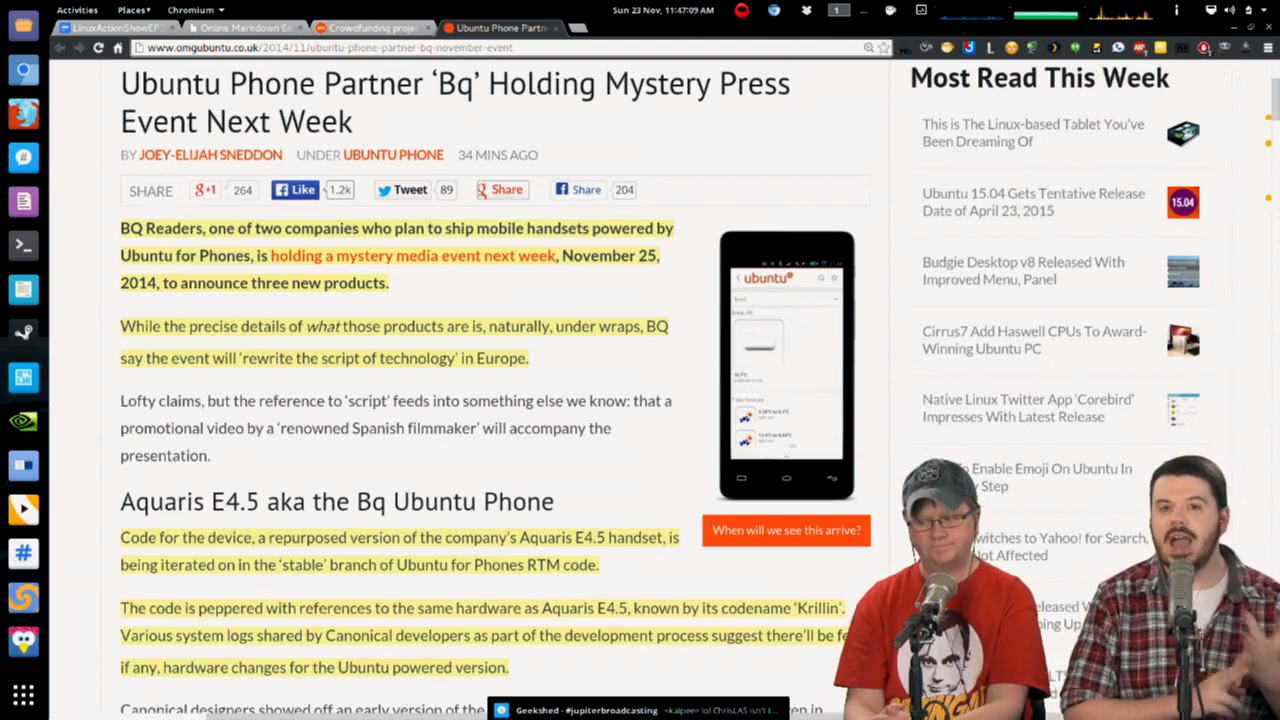 Activities Places Chromium Sun 23 Nov, 11:47:09 AM 1
LinuxActionShowEP Online Markdown Ed Crowdfunding proje Ubuntu Phone Partn
www.omgubuntu.co.uk/2014/11/ubuntu-phone-partner-bq-november-event
Ubuntu Phone Partner ‘Bq’ Holding Mystery Press
Event Next Week
BY JOEY-ELIJAH SNEDDON UNDER UBUNTU PHONE 34 MINS AGO
SHARE +1 264 Like 1.2k Tweet 89 Share Share 204
BQ Readers, one of two companies who plan to ship mobile handsets powered by
Ubuntu for Phones, is holding a mystery media event next week, November 25,
2014, to announce three new products.
While the precise details of what those products are is, naturally, under wraps, BQ
say the event will ‘rewrite the script of technology’ in Europe.
Lofty claims, but the reference to ‘script’ feeds into something else we know: that a
promotional video by a ‘renowned Spanish filmmaker’ will accompany the
presentation.
ubuntu
When will we see this arrive?
Aquaris E4.5 aka the Bq Ubuntu Phone
Code for the device, a repurposed version of the company’s Aquaris E4.5 handset, is
being iterated on in the ‘stable’ branch of Ubuntu for Phones RTM code.
The code is peppered with references to the same hardware as Aquaris E4.5, known by its codename ‘Krillin’.
Various system logs shared by Canonical developers as part of the development process suggest there’ll be fe
if any, hardware changes for the Ubuntu powered version.
Canonical designers showed off an early version of the
Most Read This Week
This is The Linux-based Tablet You’ve
Been Dreaming Of
Ubuntu 15.04 Gets Tentative Release
Date of April 23, 2015
15.04
Budgie Desktop v8 Released With
Improved Menu, Panel
Cirrus7 Add Haswell CPUs To Award-
Winning Ubuntu PC
Native Linux Twitter App ‘Corebird’
Impresses With Latest Release
To Enable Emoji On Ubuntu In
y Step
witches to Yahoo! for Search,
Not Affected
eleased W
Geekshed - #jupiterbroadcasting <kaipee> lol ChrisLAS isn't t...